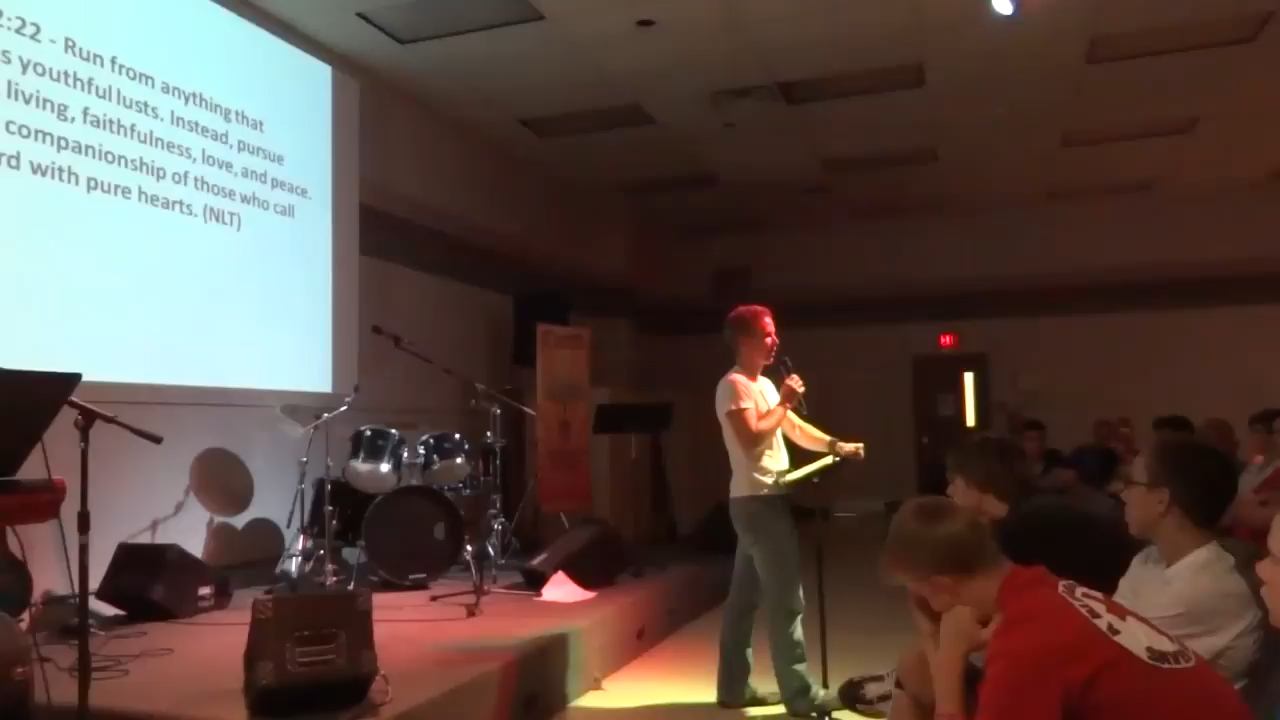 2:22 - Run from anything that
s youthful lusts. Instead, pursue
living, faithfulness, love, and peace.
companionship of those who call
rd with pure hearts. (NLT)
EXIT